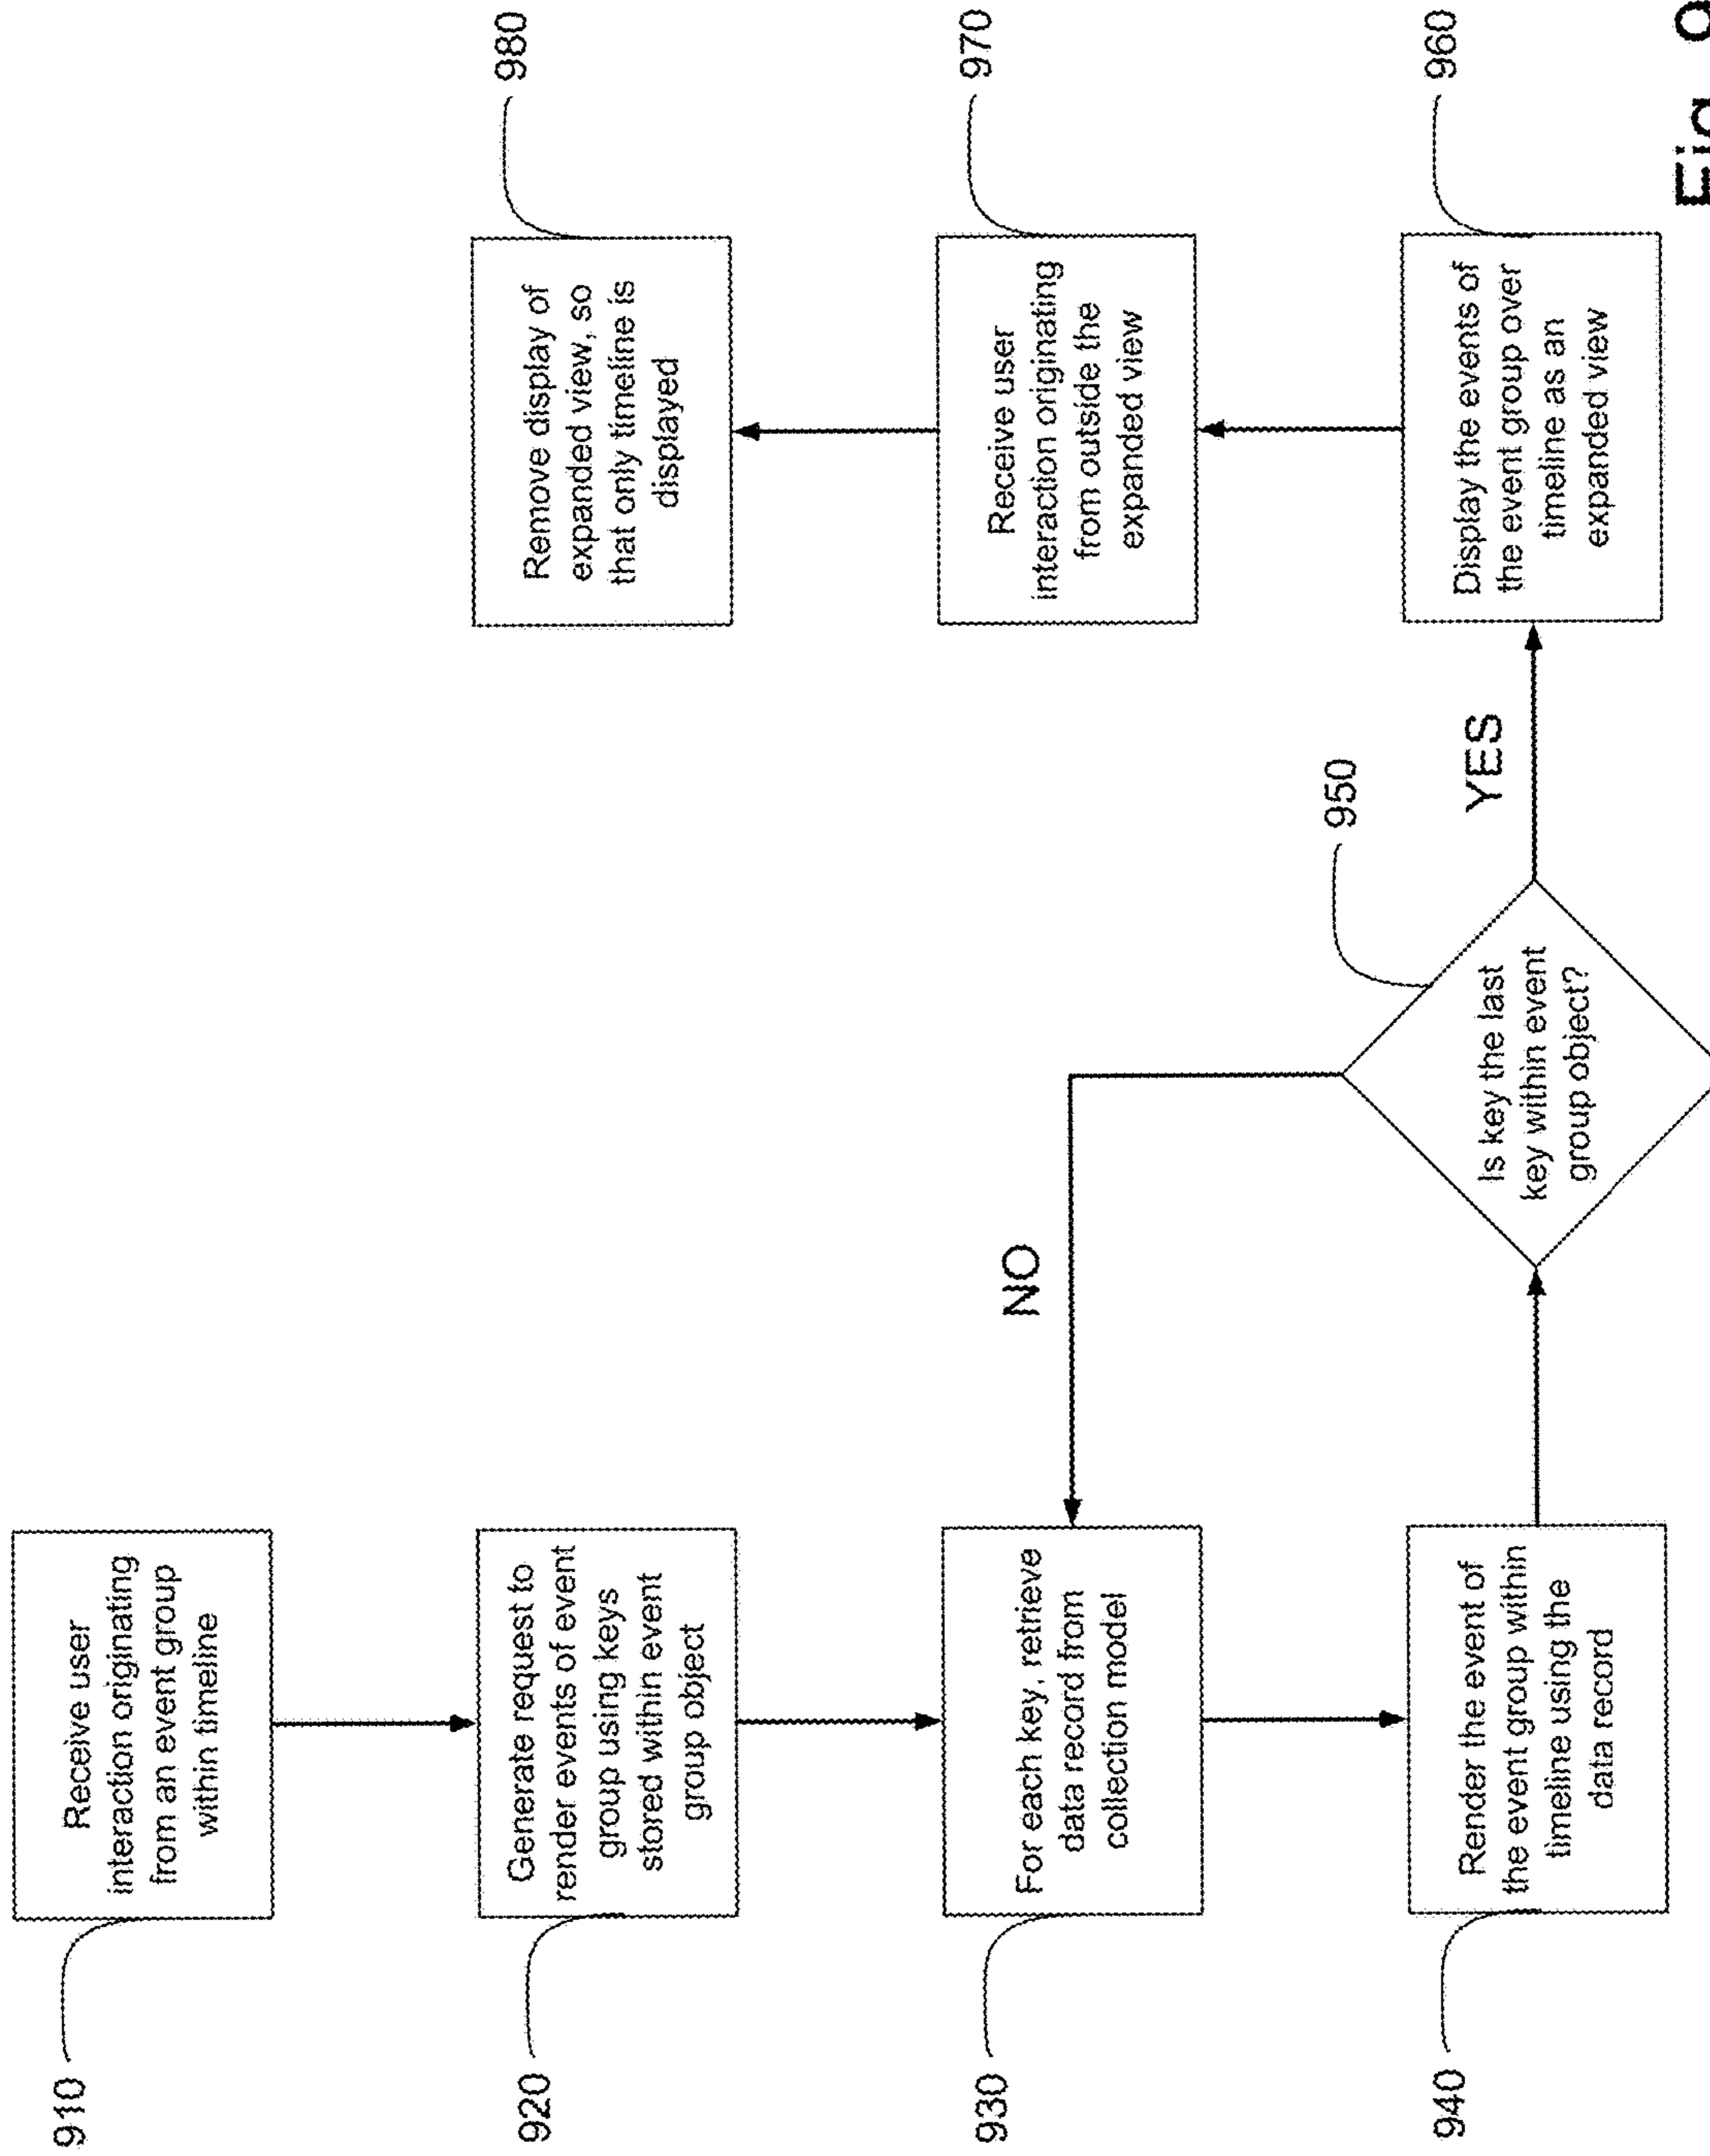 910
Receive user
interaction originating
from an event group
within timeline
920
Generate request to
render events of event
group using keys
stored within event
group object
930
For each key, retrieve
data record from
collection model
NO
940
Render the event of
the event group within
timeline using the
data record
950
Is key the last
key within event
group object?
YES
960
Display the events of
the event group over
timeline as an
expanded view
970
Receive user
interaction originating
from outside the
expanded view
980
Remove display of
expanded view, so
that only timeline is
displayed
Fig. 9